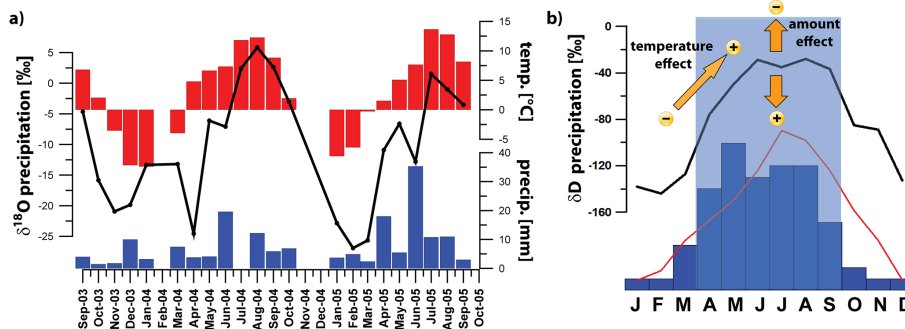 a)
δ18O precipitation [‰]
5
0
-5
-10
-15
-20
-25
15
10
5
0
-5
temp. [°C]
40
30
20
10
0
precip. [mm]
Sep-03
Oct-03
Nov-03
Dec-03
Jan-04
Feb-04
Mar-04
Apr-04
May-04
Jun-04
Jul-04
Aug-04
Sep-04
Oct-04
Nov-04
Dec-04
Jan-05
Feb-05
Mar-05
Apr-05
May-05
Jun-05
Jul-05
Aug-05
Sep-05
Oct-05
b)
δD precipitation [‰]
0
-40
-80
-120
-160
temperature
effect
amount
effect
−
+
−
+
J F M A M J J A S O N D